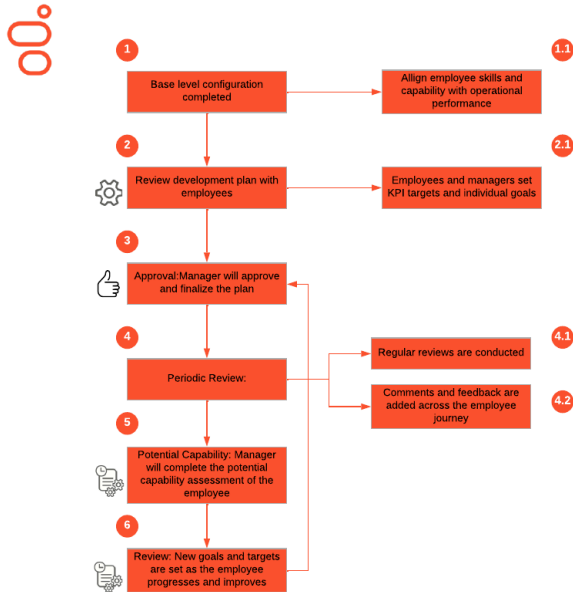 1
1.1
Base level configuration
completed
Allign employee skills and
capability with operational
performance
2
2.1
Review development plan with
employees
Employees and managers set
KPI targets and individual goals
3
Approval:Manager will approve
and finalize the plan
4
4.1
Periodic Review:
Regular reviews are conducted
4.2
Comments and feedback are
added across the employee
journey
5
Potential Capability: Manager
will complete the potential
capability assessment of the
employee
6
Review: New goals and targets
are set as the employee
progresses and improves